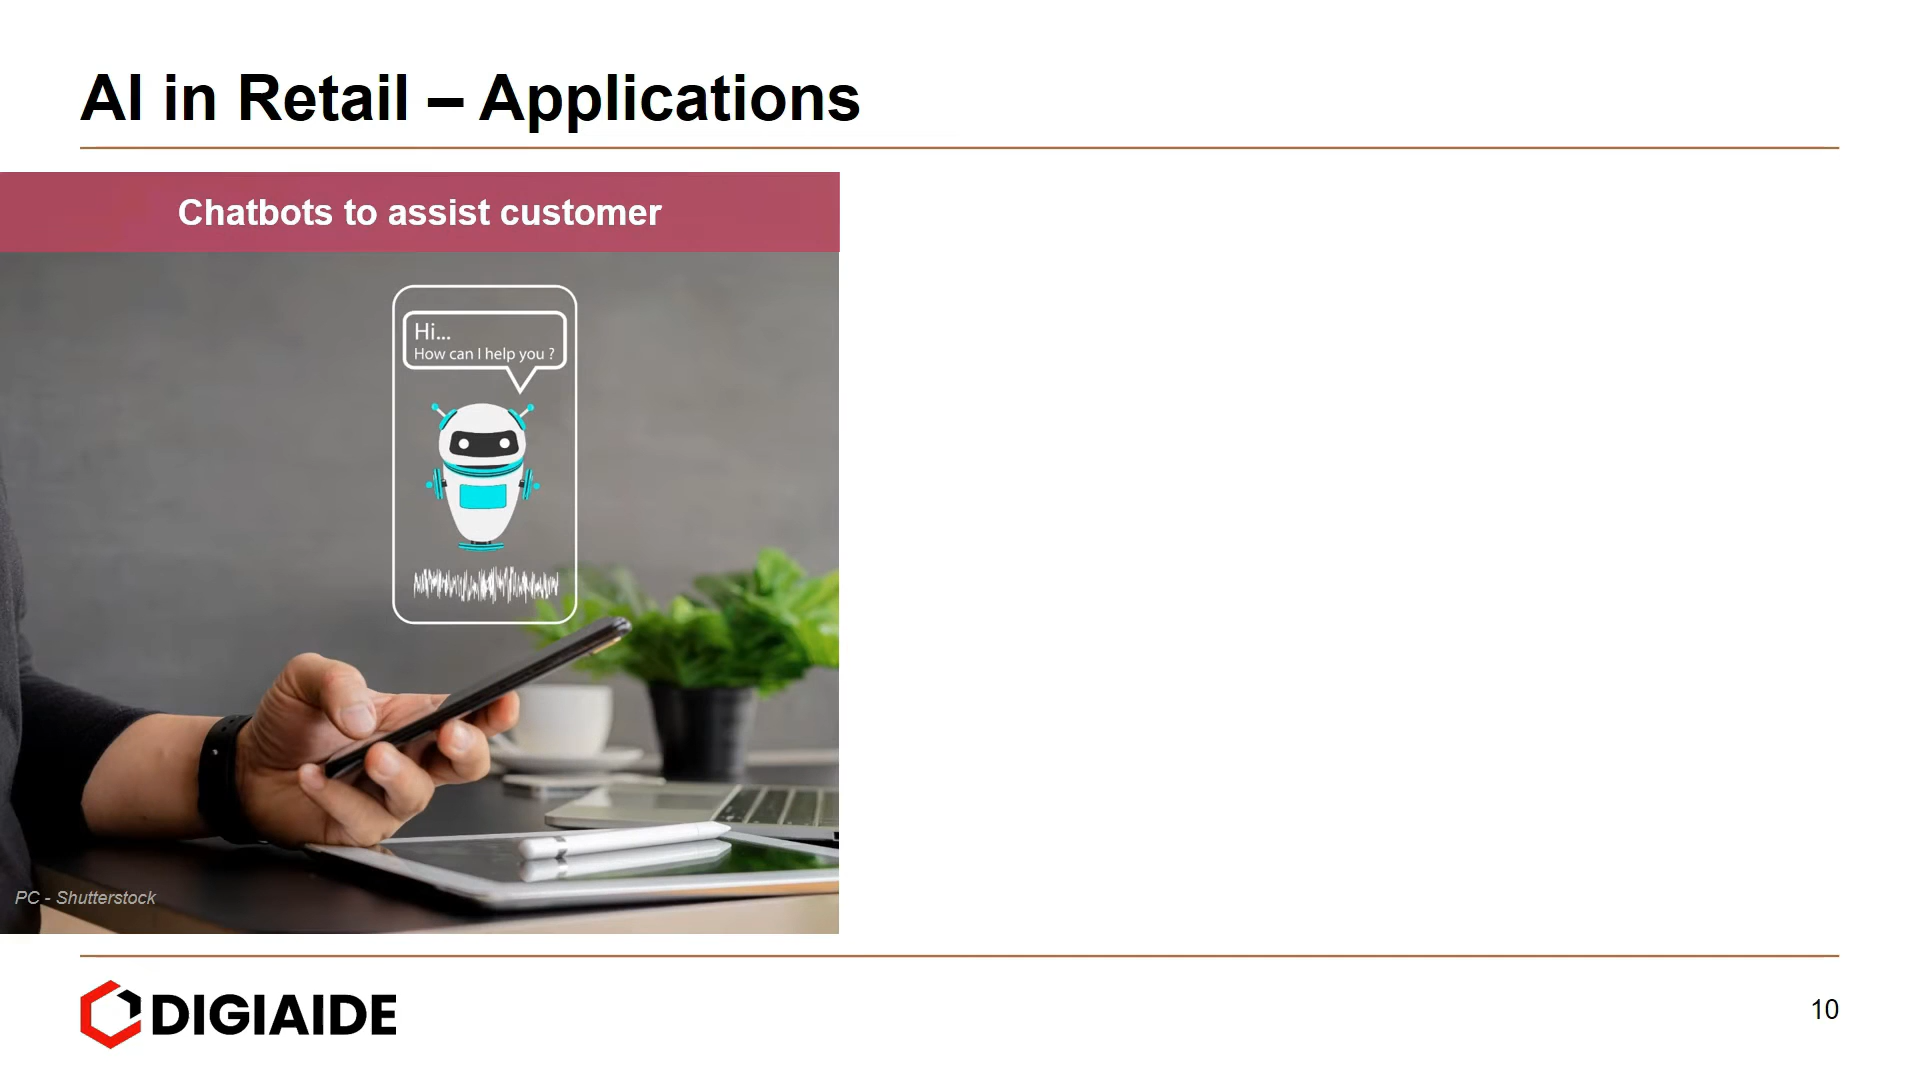 AI in Retail – Applications
Chatbots to assist customer
Hi...
How can I help you ?
PC - Shutterstock
DIGIAIDE
10